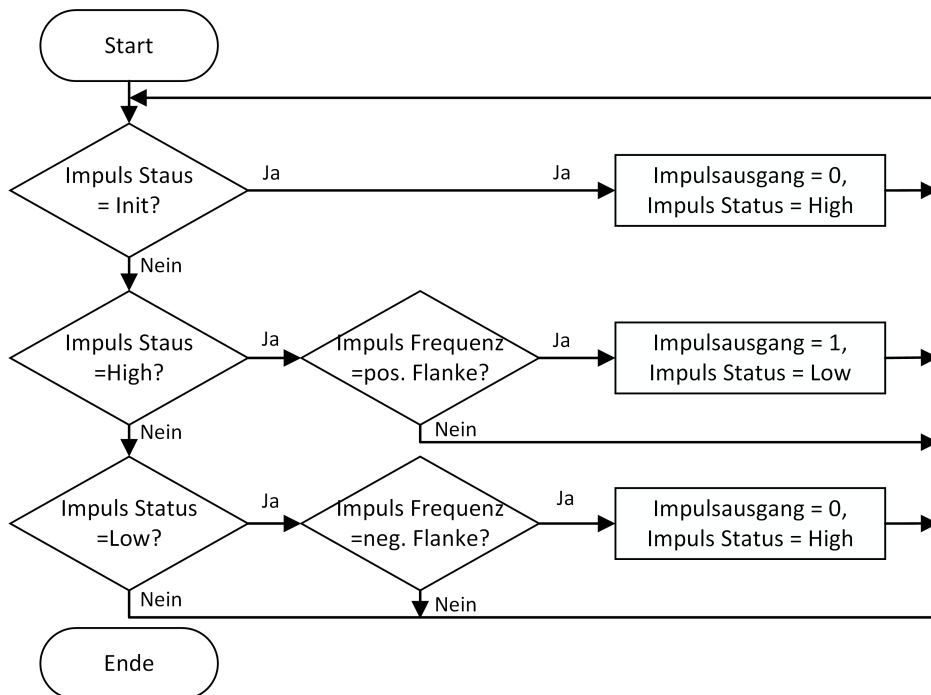 Start
Impuls Staus
= Init?
Ja
Ja
Impulsausgang = 0,
Impuls Status = High
Nein
Impuls Staus
=High?
Ja
Impuls Frequenz
=pos. Flanke?
Ja
Impulsausgang = 1,
Impuls Status = Low
Nein
Nein
Impuls Status
=Low?
Ja
Impuls Frequenz
=neg. Flanke?
Ja
Impulsausgang = 0,
Impuls Status = High
Nein
Nein
Ende